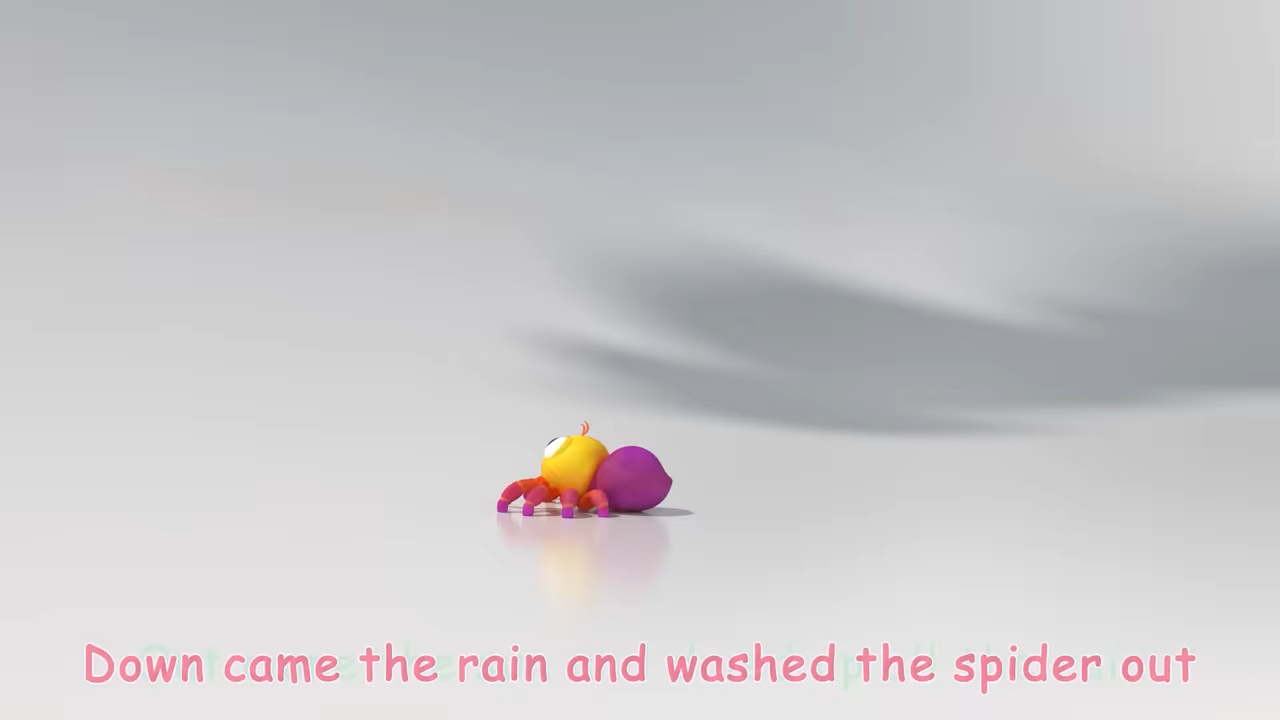 Down came the rain and washed the spider out